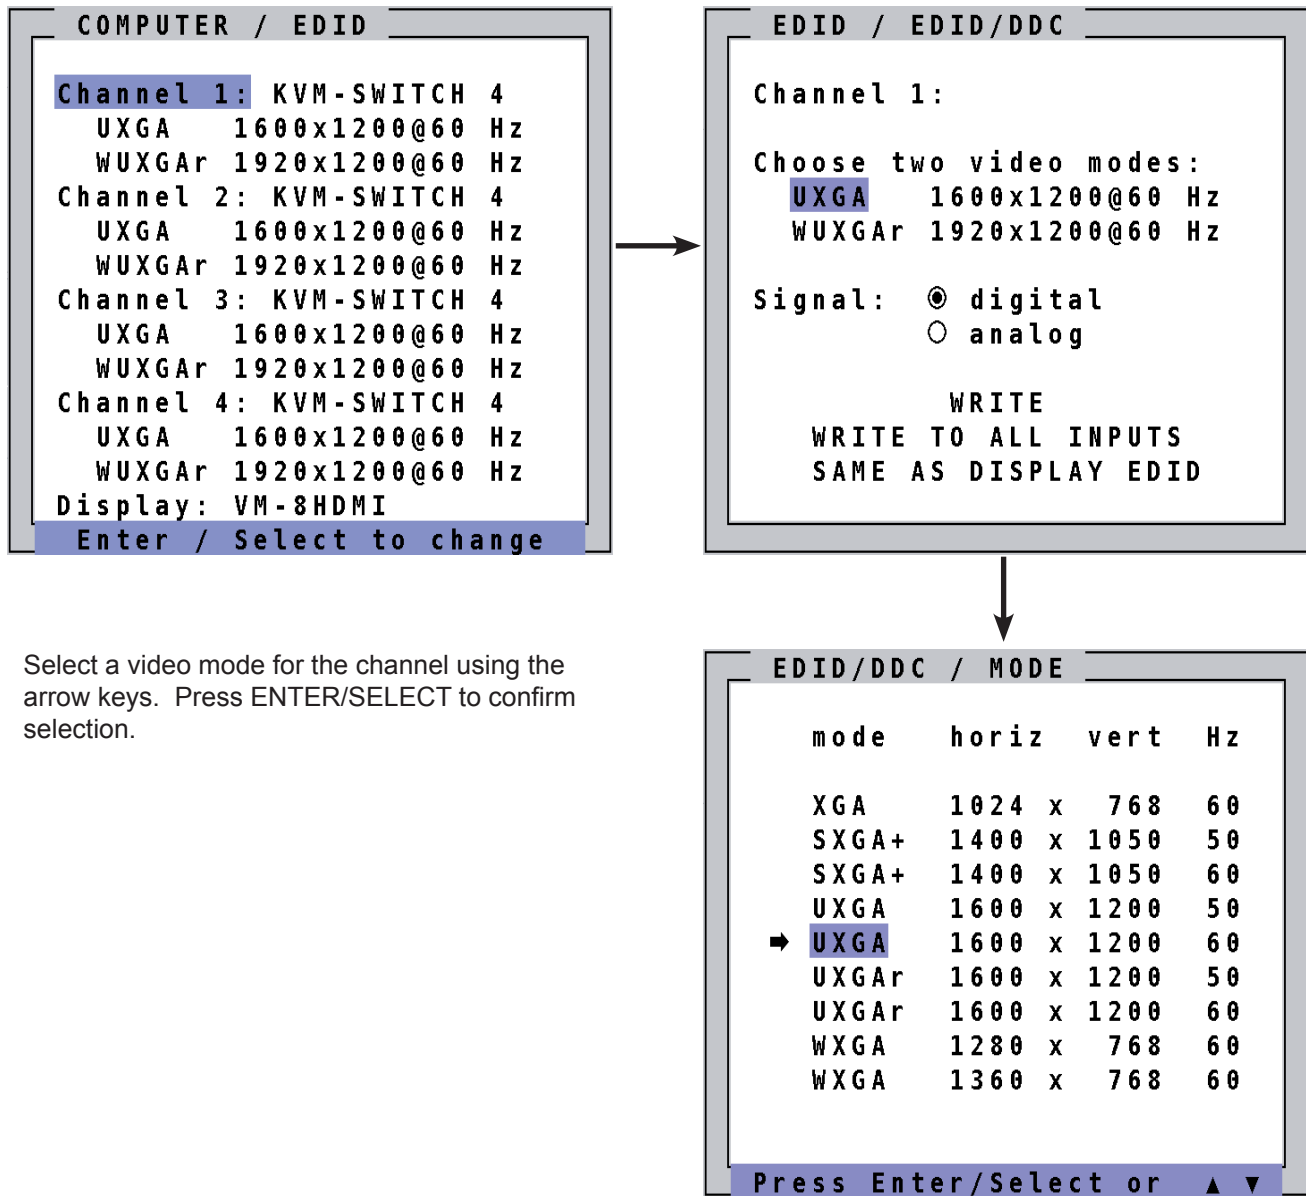 COMPUTER / EDID
Channel 1: KVM-SWITCH 4
UXGA 1600x1200@60 Hz
WUXGAr 1920x1200@60 Hz
Channel 2: KVM-SWITCH 4
UXGA 1600x1200@60 Hz
WUXGAr 1920x1200@60 Hz
Channel 3: KVM-SWITCH 4
UXGA 1600x1200@60 Hz
WUXGAr 1920x1200@60 Hz
Channel 4: KVM-SWITCH 4
UXGA 1600x1200@60 Hz
WUXGAr 1920x1200@60 Hz
Display: VM-8HDMI
Enter / Select to change
EDID / EDID/DDC
Channel 1:
Choose two video modes:
UXGA 1600x1200@60 Hz
WUXGAr 1920x1200@60 Hz
Signal: ◉ digital
○ analog
WRITE
WRITE TO ALL INPUTS
SAME AS DISPLAY EDID
Select a video mode for the channel using the
arrow keys. Press ENTER/SELECT to confirm
selection.
EDID/DDC / MODE
mode horiz vert Hz
XGA 1024 x 768 60
SXGA+ 1400 x 1050 50
SXGA+ 1400 x 1050 60
UXGA 1600 x 1200 50
➡ UXGA 1600 x 1200 60
UXGAr 1600 x 1200 50
UXGAr 1600 x 1200 60
WXGA 1280 x 768 60
WXGA 1360 x 768 60
Press Enter/Select or ▲ ▼